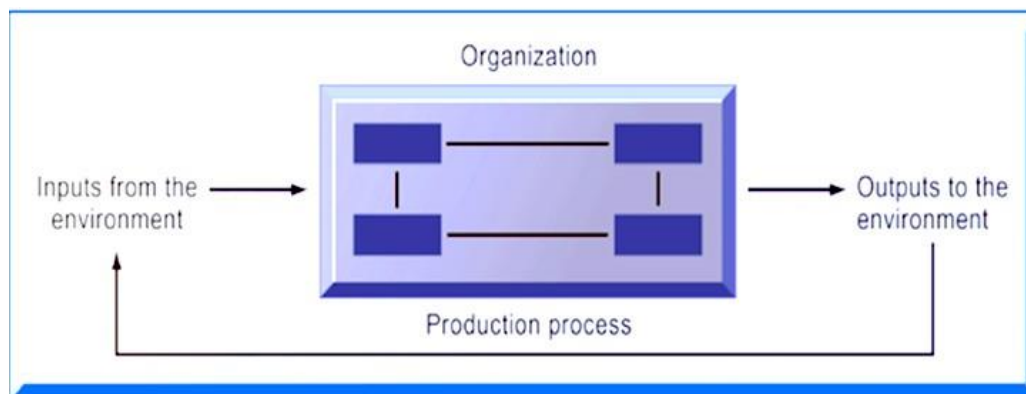 Organization
Inputs from the
environment
Outputs to the
environment
Production process